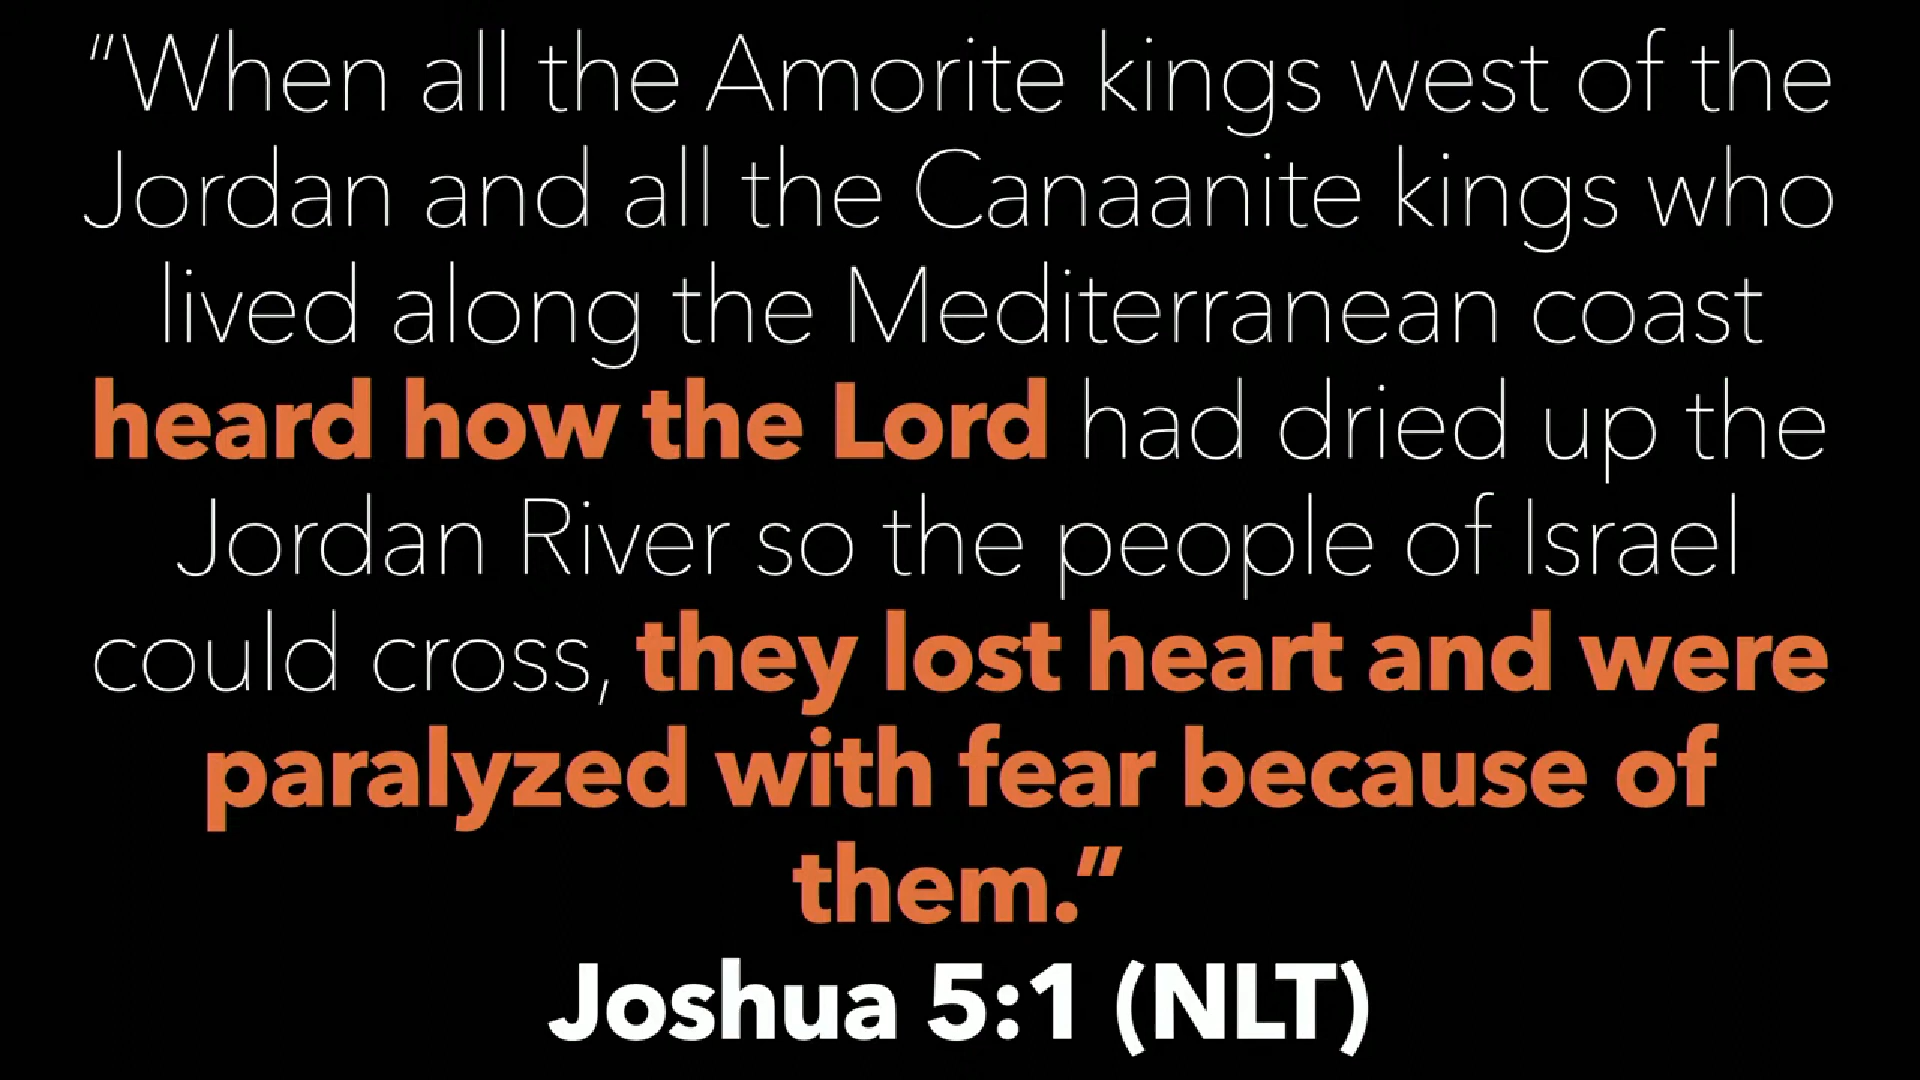 “When all the Amorite kings west of the
Jordan and all the Canaanite kings who
lived along the Mediterranean coast
heard how the Lord had dried up the
Jordan River so the people of Israel
could cross, they lost heart and were
paralyzed with fear because of
them.”
Joshua 5:1 (NLT)